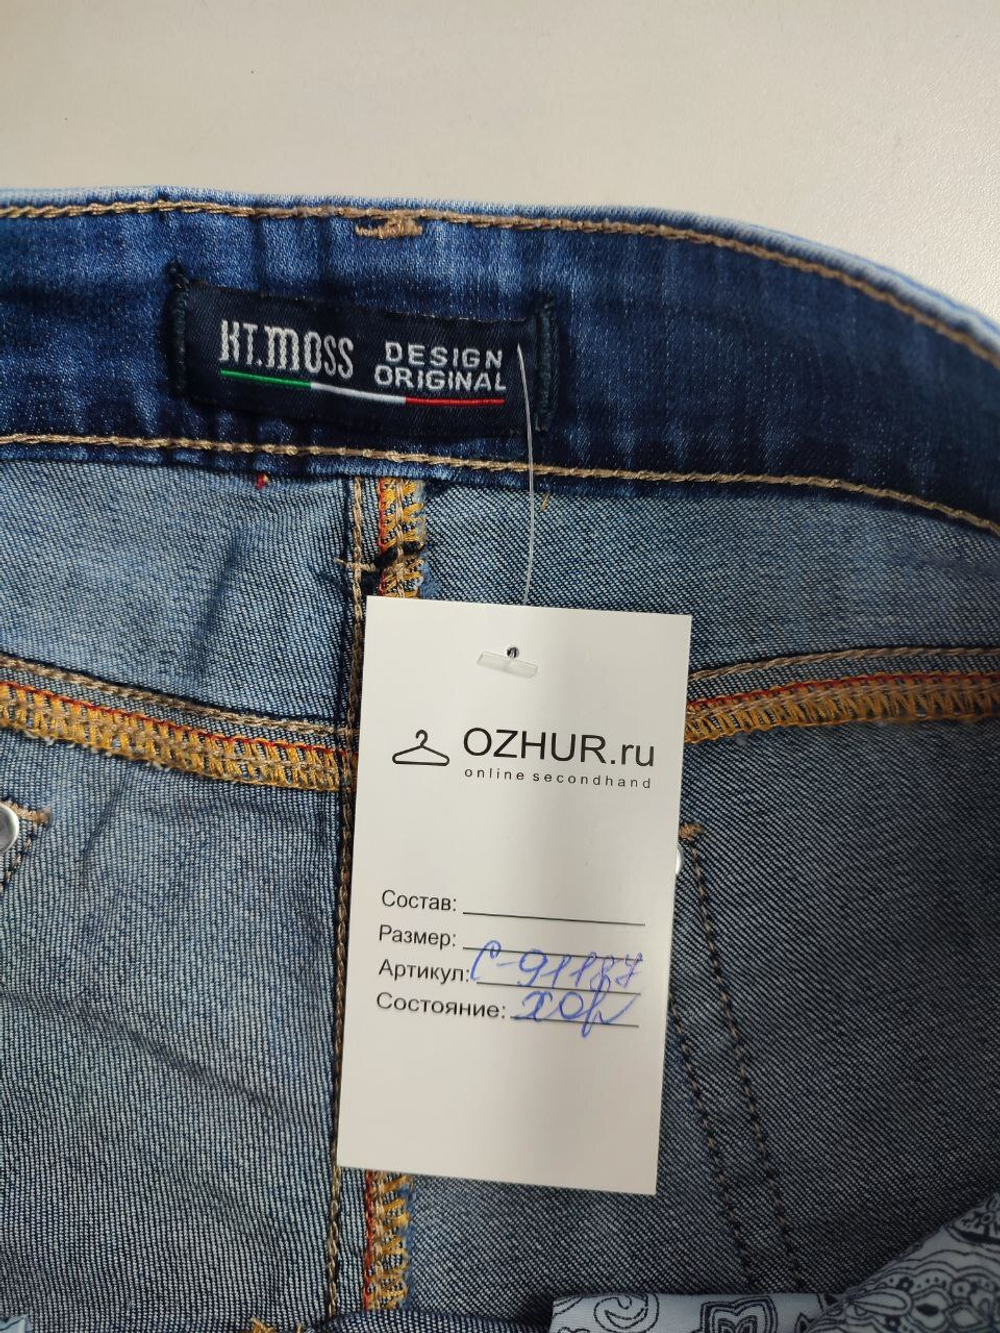 KT.MOSS DESIGN
ORIGINAL
OZHUR.ru
online secondhand
Состав:
Размер:
Артикул: С-91187
Состояние: хор